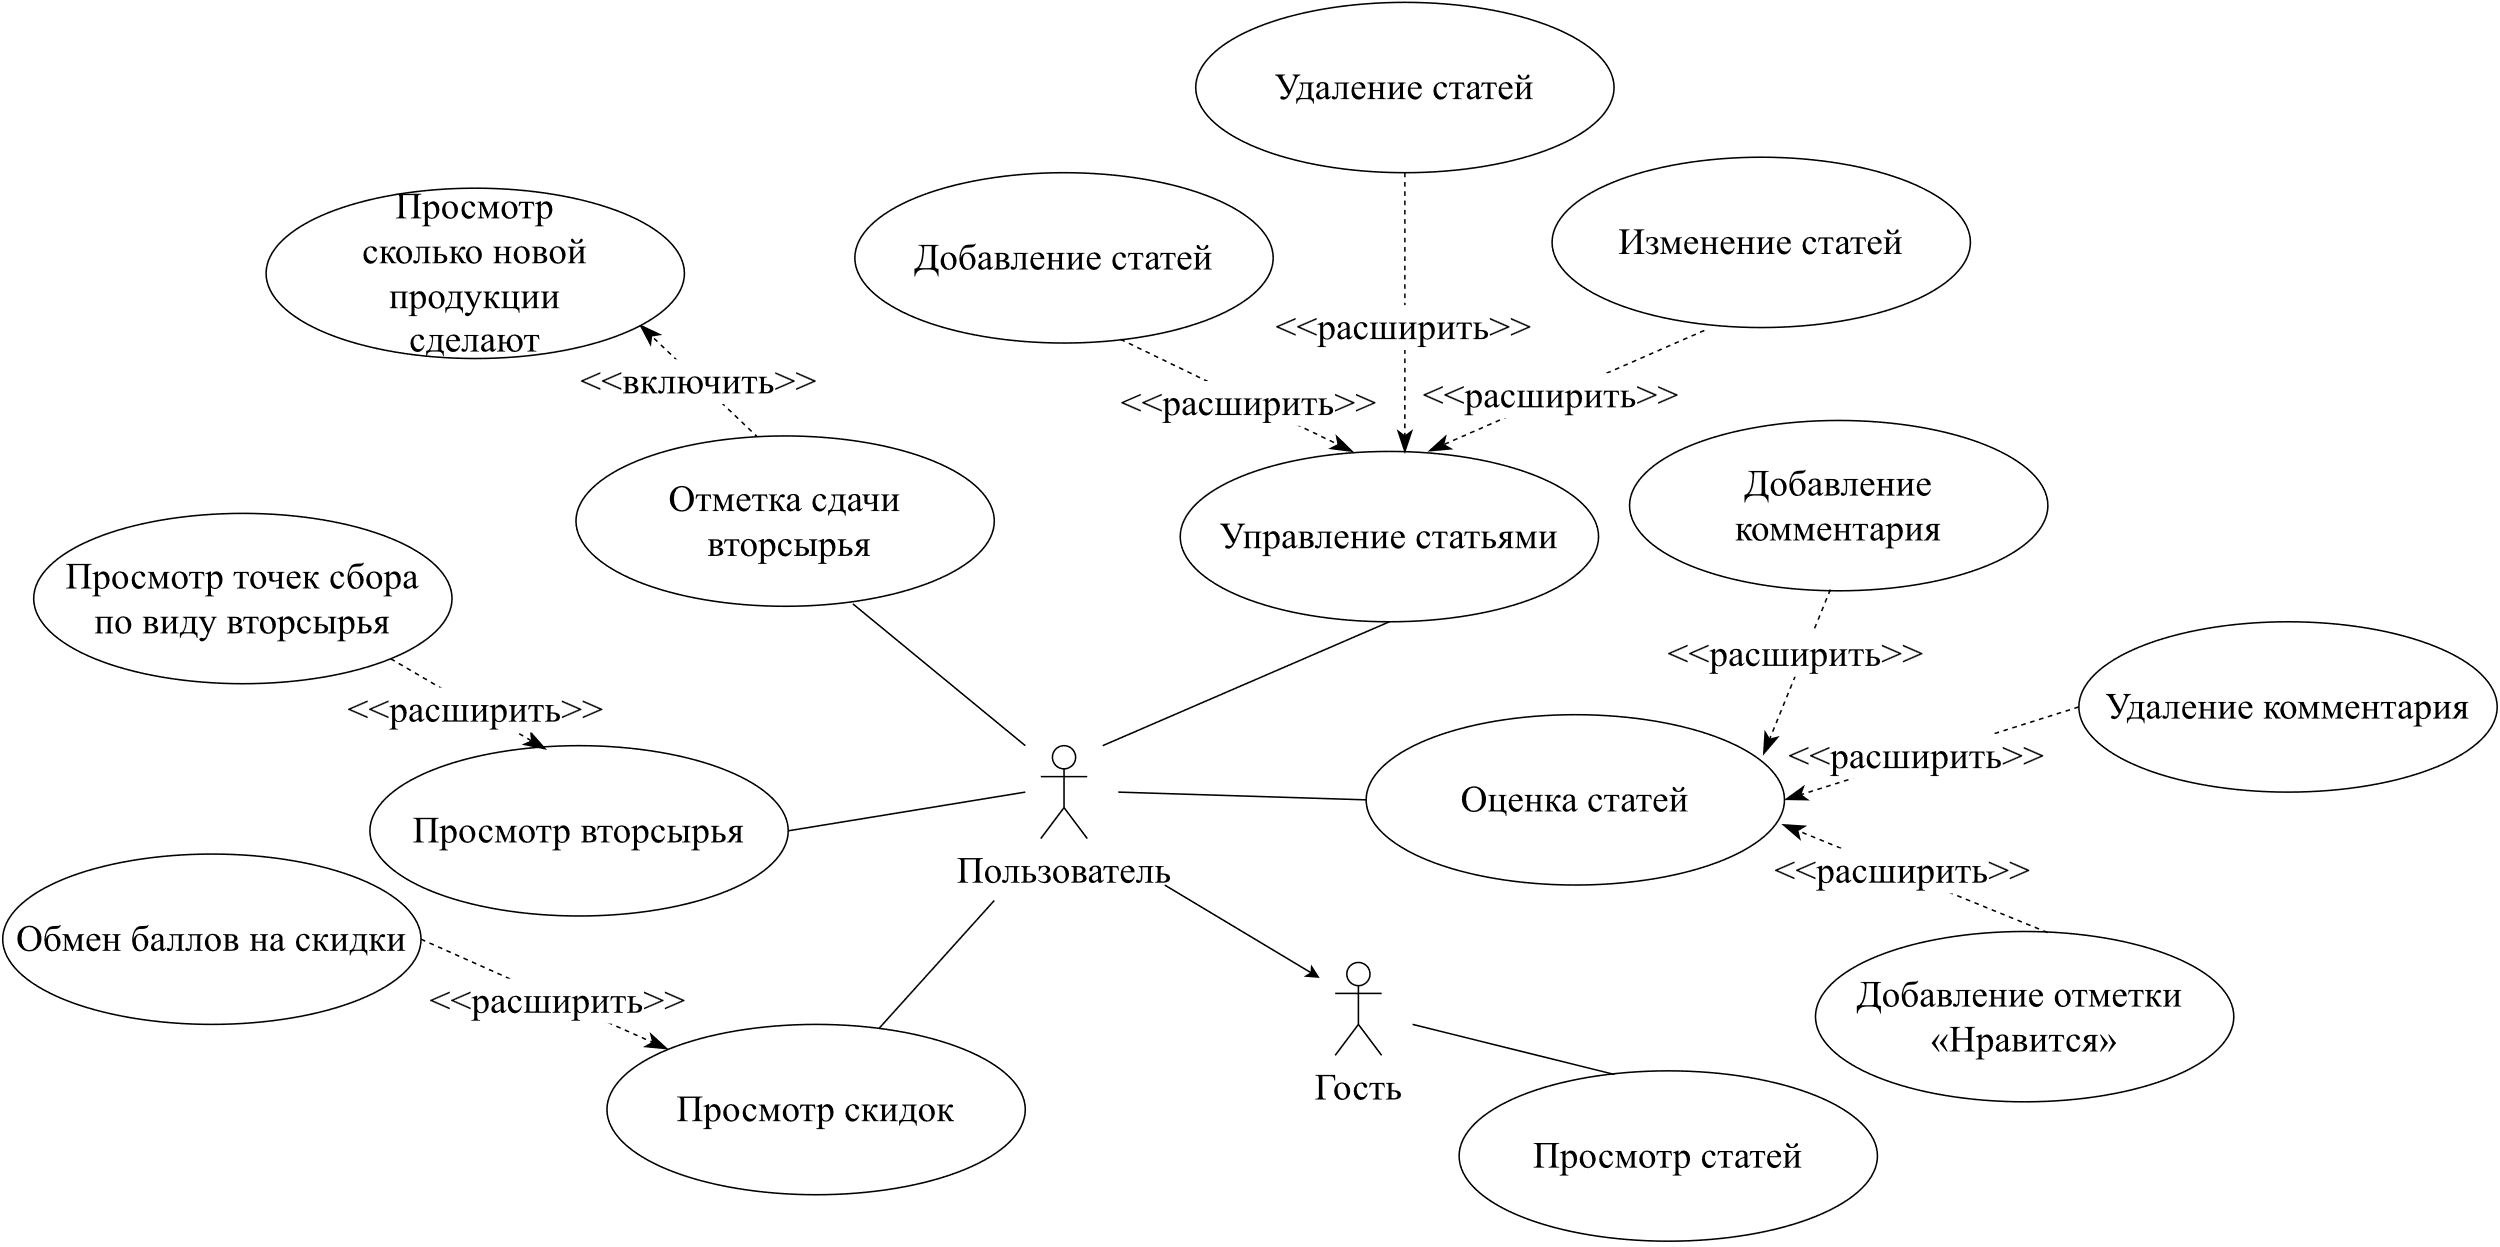 Удаление статей
Просмотр
сколько новой
продукции
сделают
Добавление статей
Изменение статей
<<расширить>>
<<включить>>
<<расширить>>
<<расширить>>
Отметка сдачи
вторсырья
Управление статьями
Добавление
комментария
Просмотр точек сбора
по виду вторсырья
<<расширить>>
<<расширить>>
Удаление комментария
<<расширить>>
Оценка статей
Просмотр вторсырья
Пользователь
<<расширить>>
Обмен баллов на скидки
<<расширить>>
Добавление отметки
«Нравится»
Гость
Просмотр скидок
Просмотр статей